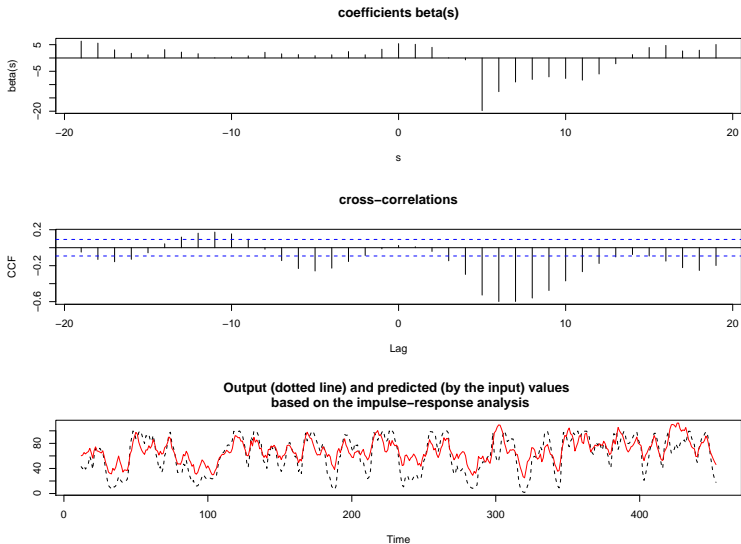 coefficients beta(s)
beta(s)
5
−5
−20
−20
−10
0
10
20
s
cross−correlations
CCF
0.2
−0.2
−0.6
−20
−10
0
10
20
Lag
Output (dotted line) and predicted (by the input) values
based on the impulse−response analysis
80
40
0
0
100
200
300
400
Time